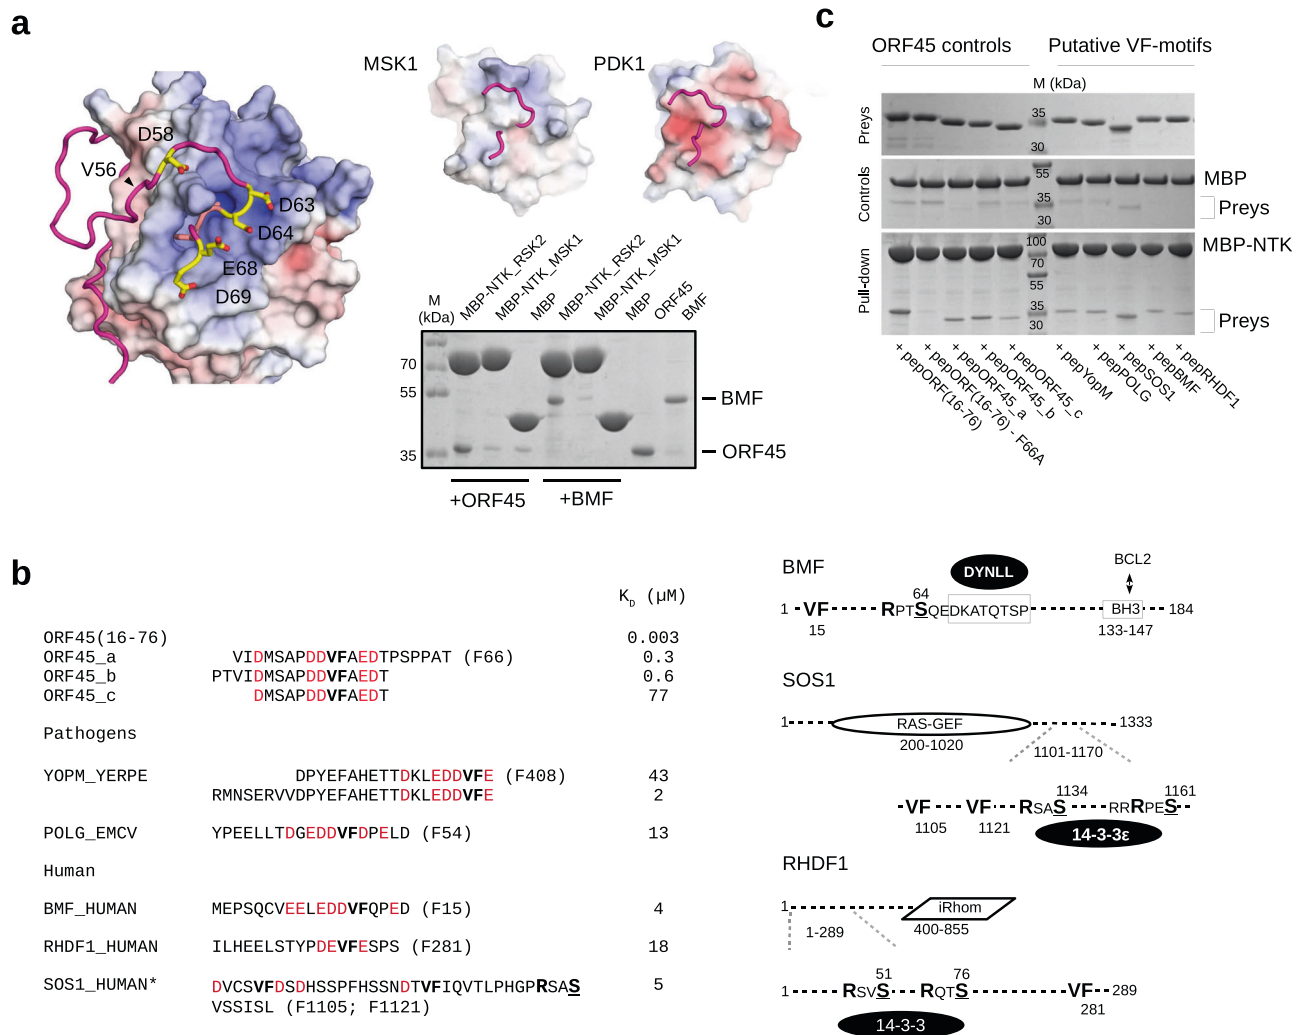 a
V56
D58
D63
D64
E68
D69
MSK1
PDK1
M
(kDa)
MBP-NTK_RSK2
MBP-NTK_MSK1
MBP
MBP-NTK_RSK2
MBP-NTK_MSK1
MBP
ORF45
BMF
70
55
35
BMF
ORF45
+ORF45
+BMF
c
ORF45 controls
Putative VF-motifs
M (kDa)
Preys
35
30
Controls
55
35
30
MBP
Preys
Pull-down
100
70
55
35
30
MBP-NTK
Preys
+ pepORF(16-76)
+ pepORF(16-76) - F66A
+ pepORF45_a
+ pepORF45_b
+ pepORF45_c
+ pepYopM
+ pepPOLG
+ pepSOS1
+ pepBMF
+ pepRHDF1
b
KD (µM)
ORF45(16-76) 0.003
ORF45_a VIDMSAPDDVFAEDTPSPPAT (F66) 0.3
ORF45_b PTVIDMSAPDDVFAEDT 0.6
ORF45_c DMSAPDDVFAEDT 77
Pathogens
YOPM_YERPE DPYEFAHETTDKLEDDVFE (F408) 43
RMNSERVVDPYEFAHETTDKLEDDVFE 2
POLG_EMCV YPEELLTDGEDDVFDPELD (F54) 13
Human
BMF_HUMAN MEPSQCVEELEDDVFQPED (F15) 4
RHDF1_HUMAN ILHEELSTYPDEVFESPS (F281) 18
SOS1_HUMAN* DVCSVFDSDHSSPFHSSNDTVFIQVTLPHGPRSAS 5
VSSISL (F1105; F1121)
BMF
DYNLL
BCL2
64
1 VF RPTSQEDKATQTSP BH3 184
15
133-147
SOS1
1 RAS-GEF 1333
200-1020
1101-1170
1134
1161
VF VF RSAS RRRPES
1105
1121
14-3-3ε
RHDF1
1 iRhom
1-289
400-855
51
76
1 RSVS RQTS VF 289
281
14-3-3